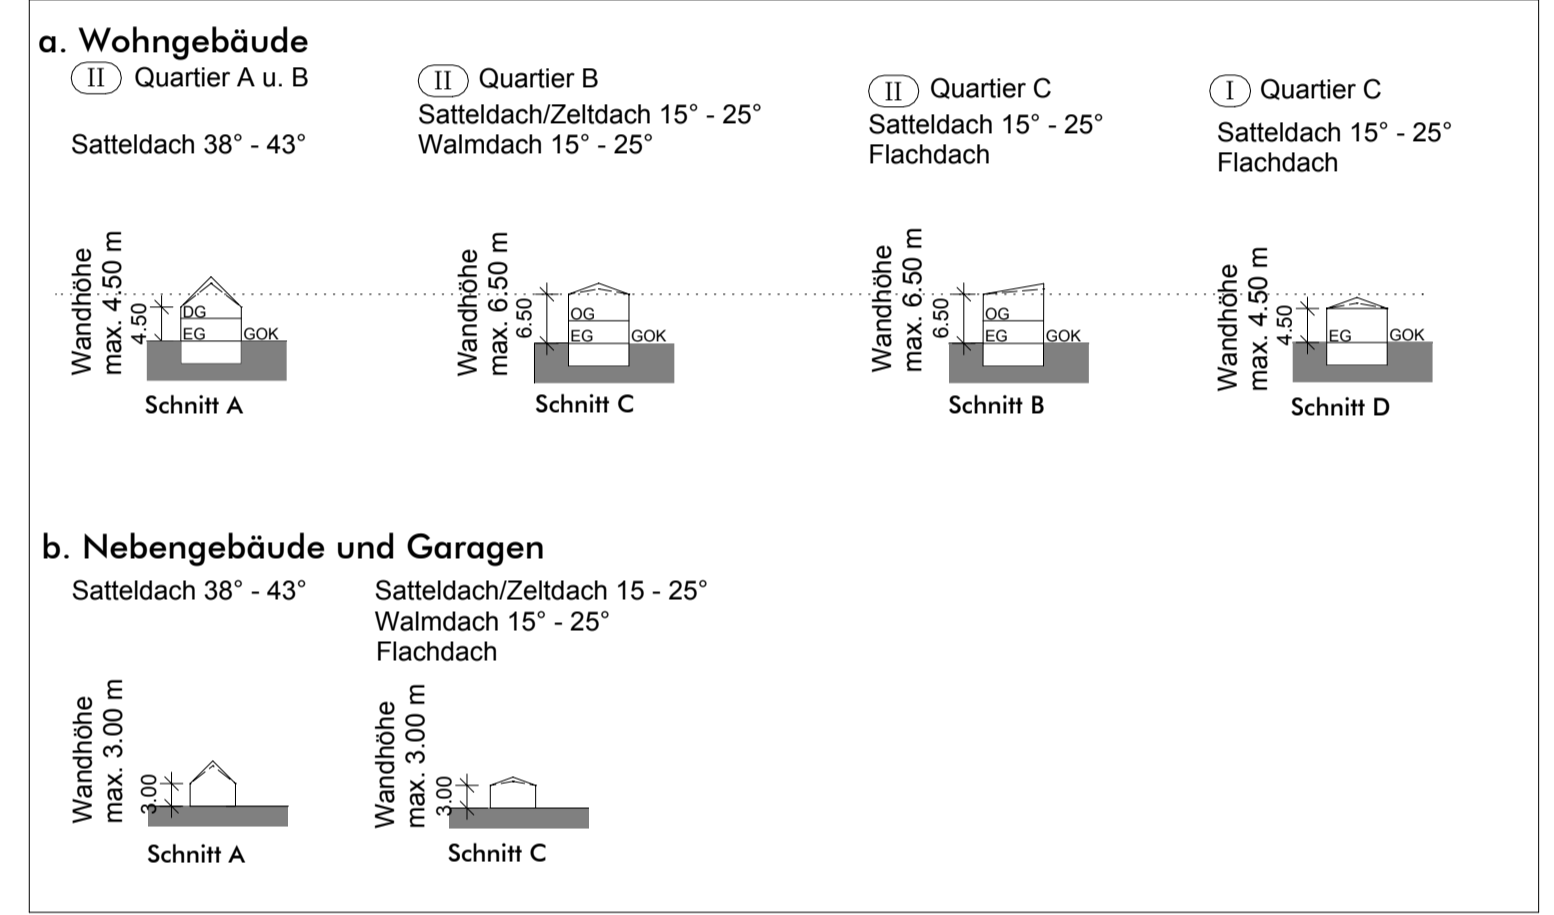 a. Wohngebäude
II Quartier A u. B
Satteldach 38° - 43°
Wandhöhe
max. 4.50 m
4.50
DG
EG
GOK
Schnitt A
II Quartier B
Satteldach/Zeltdach 15° - 25°
Walmdach 15° - 25°
Wandhöhe
max. 6.50 m
6.50
OG
EG
GOK
Schnitt C
II Quartier C
Satteldach 15° - 25°
Flachdach
Wandhöhe
max. 6.50 m
6.50
OG
EG
GOK
Schnitt B
I Quartier C
Satteldach 15° - 25°
Flachdach
Wandhöhe
max. 4.50 m
4.50
EG
GOK
Schnitt D
b. Nebengebäude und Garagen
Satteldach 38° - 43°
Wandhöhe
max. 3.00 m
3.00
Schnitt A
Satteldach/Zeltdach 15 - 25°
Walmdach 15° - 25°
Flachdach
Wandhöhe
max. 3.00 m
3.00
Schnitt C